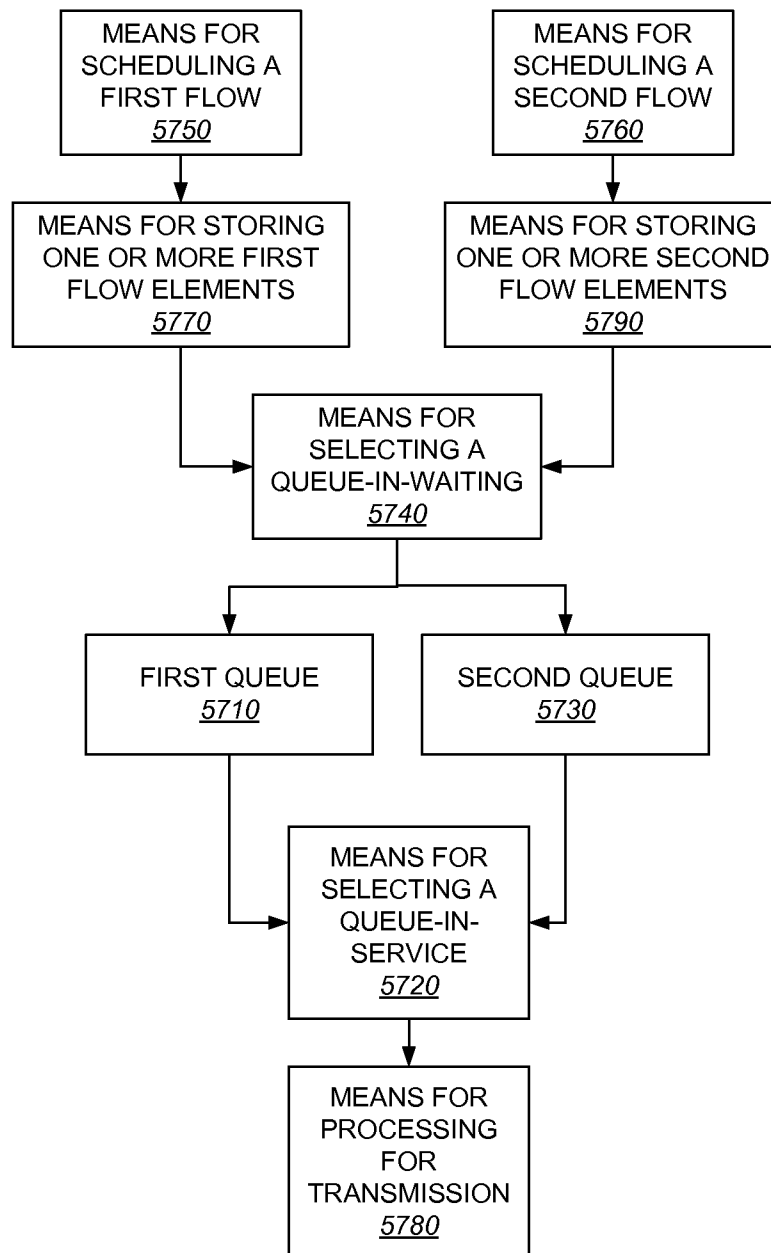 MEANS FOR
SCHEDULING A
FIRST FLOW
5750
MEANS FOR
SCHEDULING A
SECOND FLOW
5760
MEANS FOR STORING
ONE OR MORE FIRST
FLOW ELEMENTS
5770
MEANS FOR STORING
ONE OR MORE SECOND
FLOW ELEMENTS
5790
MEANS FOR
SELECTING A
QUEUE-IN-WAITING
5740
FIRST QUEUE
5710
SECOND QUEUE
5730
MEANS FOR
SELECTING A
QUEUE-IN-
SERVICE
5720
MEANS FOR
PROCESSING
FOR
TRANSMISSION
5780